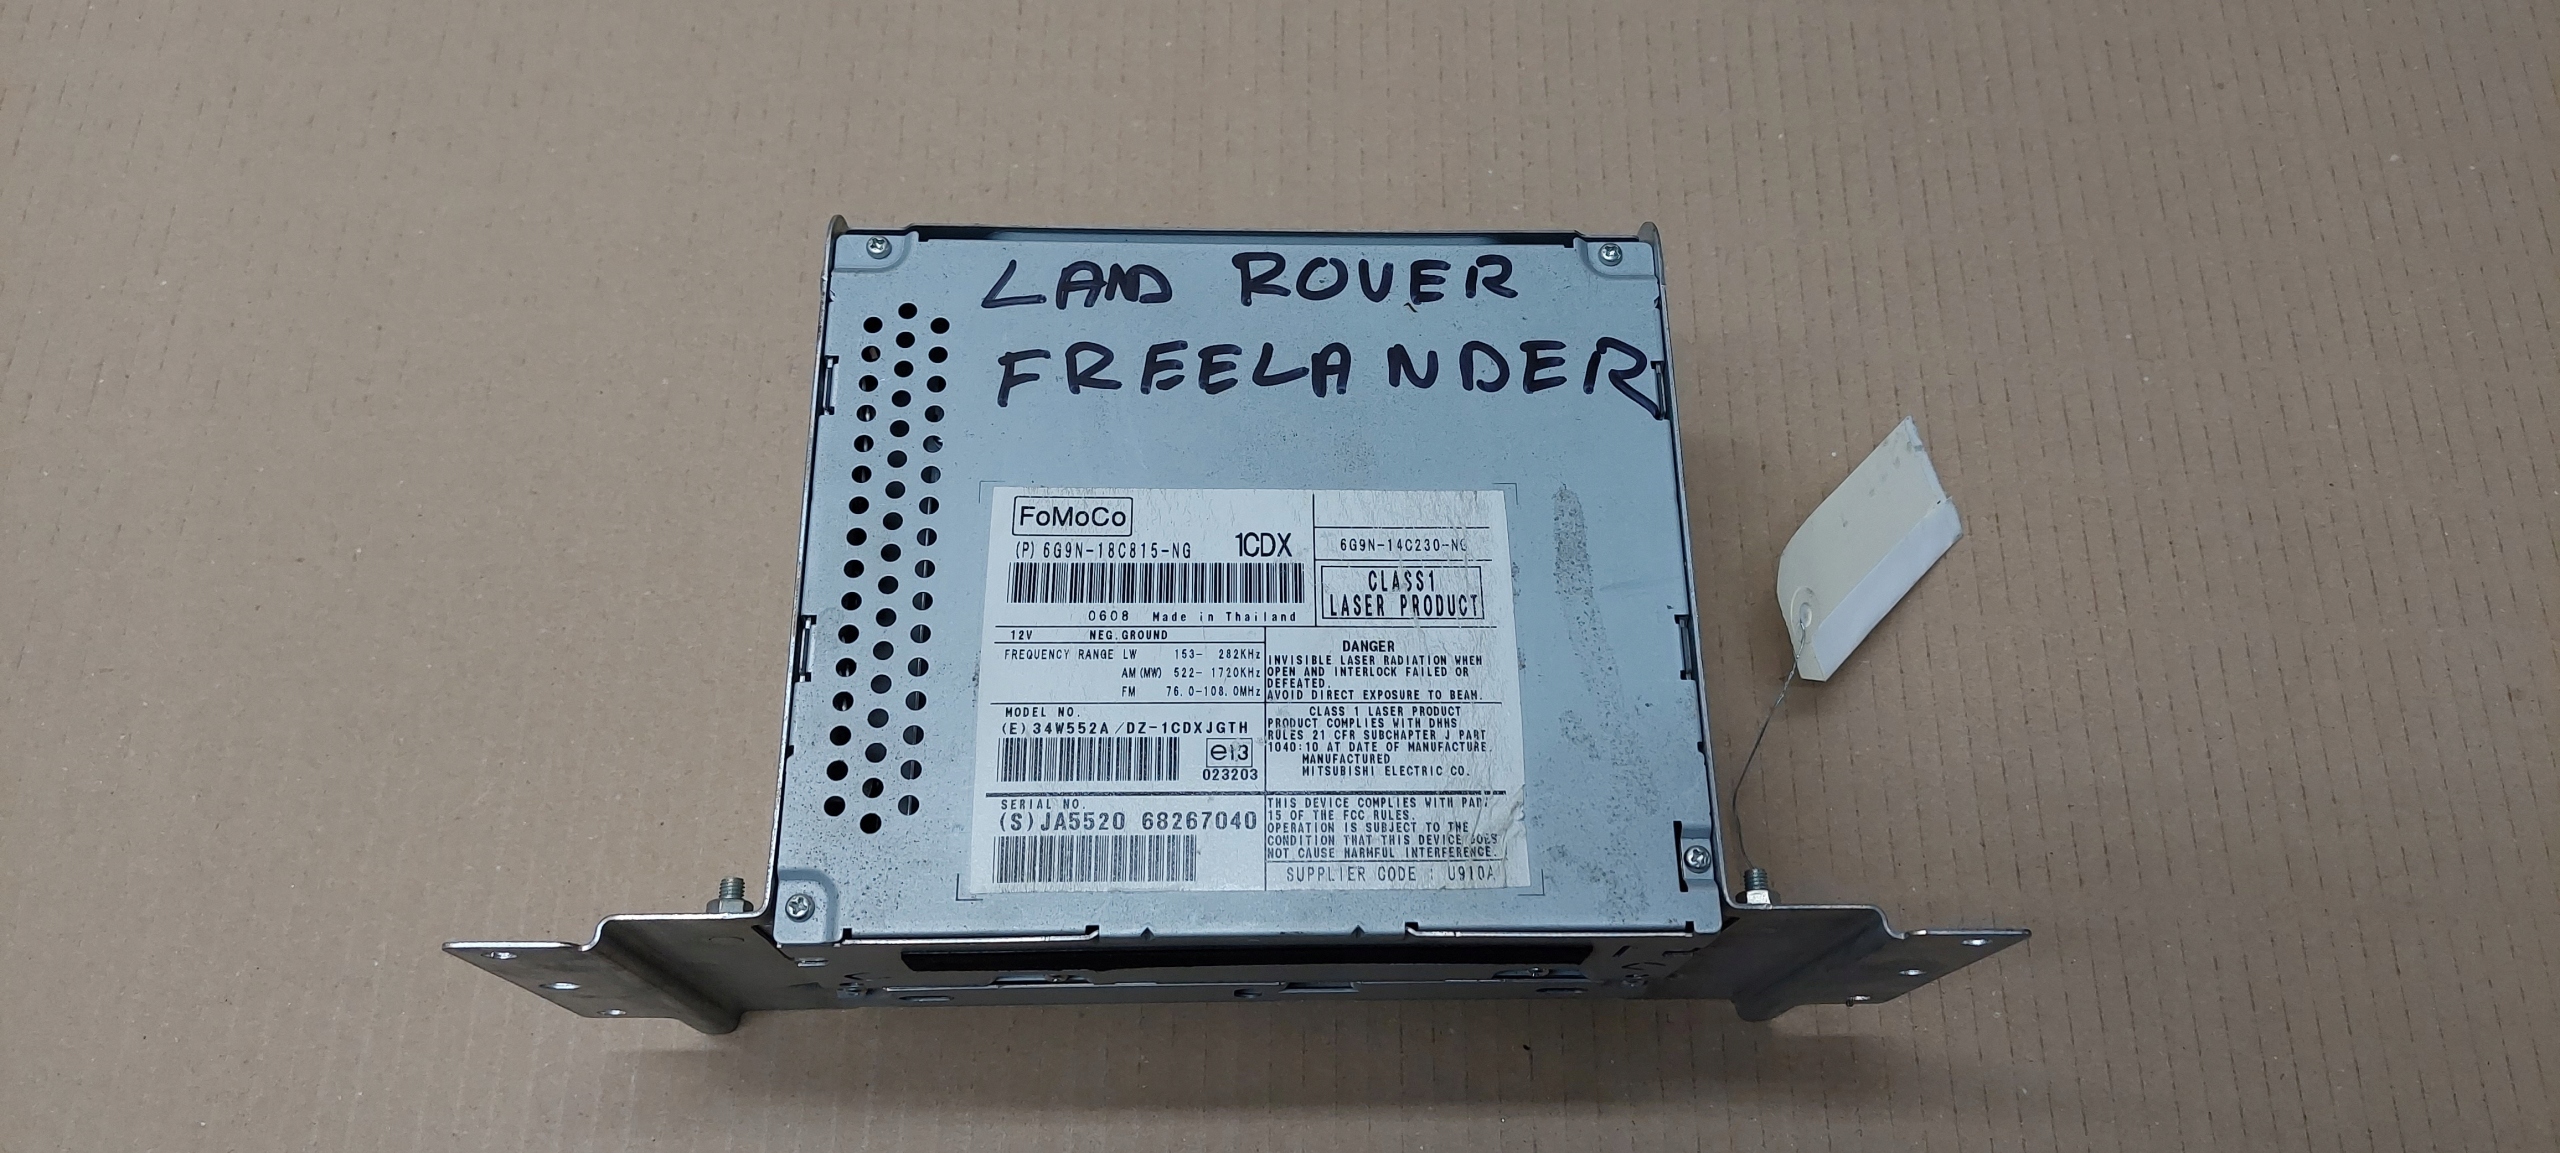 LAND ROVER
FREELANDER
FoMoCo
(P) 6G9N-18C815-NG 1CDX
0608 Made in Thailand
6G9N-14C230-NG
CLASS1
LASER PRODUCT
12V NEG.GROUND
FREQUENCY RANGE LW 153- 282KHz
AM(MW) 522- 1720KHz
FM 76.0-108.0MHz
DANGER
INVISIBLE LASER RADIATION WHEN
OPEN AND INTERLOCK FAILED OR
DEFEATED.
AVOID DIRECT EXPOSURE TO BEAM.
MODEL NO.
(E)34W552A/DZ-1CDXJGTH
e13
023203
CLASS 1 LASER PRODUCT
PRODUCT COMPLIES WITH DHHS
RULES 21 CFR SUBCHAPTER J PART
1040:10 AT DATE OF MANUFACTURE.
MANUFACTURED
MITSUBISHI ELECTRIC CO.
SERIAL NO.
(S)JA5520 68267040
THIS DEVICE COMPLIES WITH PART
15 OF THE FCC RULES.
OPERATION IS SUBJECT TO THE
CONDITION THAT THIS DEVICE DOES
NOT CAUSE HARMFUL INTERFERENCE.
SUPPLIER CODE : U910A